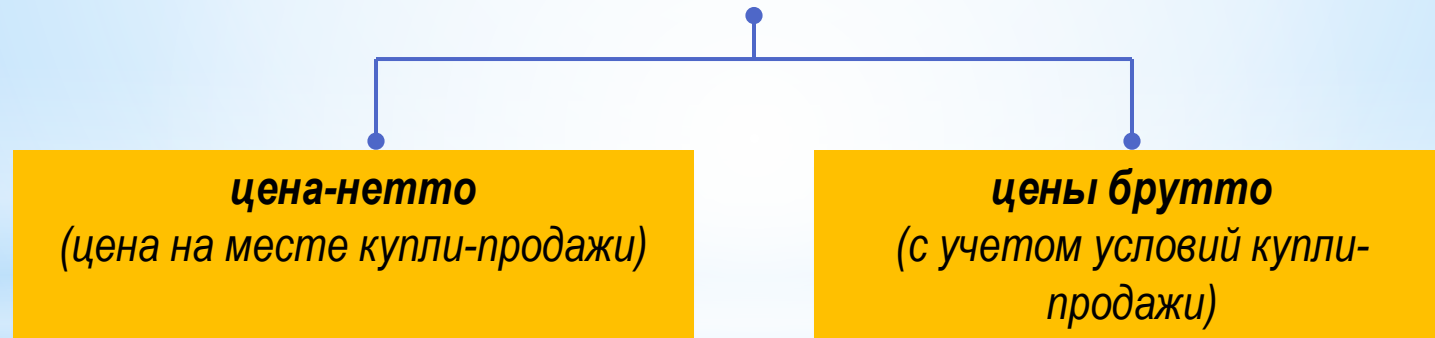 цена-нетто
(цена на месте купли-продажи)
цены брутто
(с учетом условий купли-
продажи)